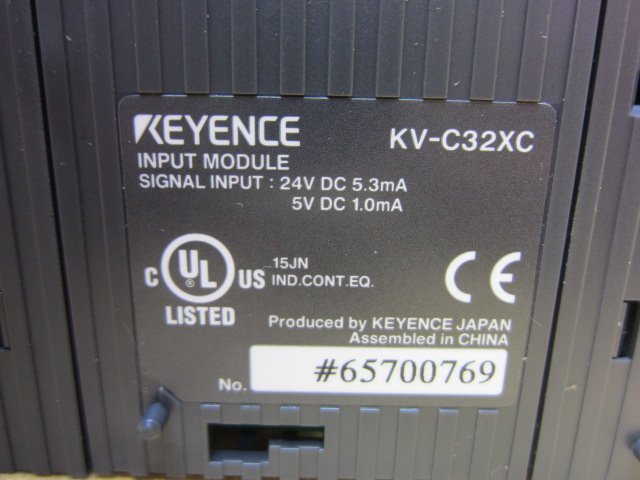 KEYENCE KV-C32XC
INPUT MODULE
SIGNAL INPUT : 24V DC 5.3mA
5V DC 1.0mA
C UL ® US
LISTED
15JN
IND.CONT.EQ.
CE
Produced by KEYENCE JAPAN
Assembled in CHINA
No. #65700769